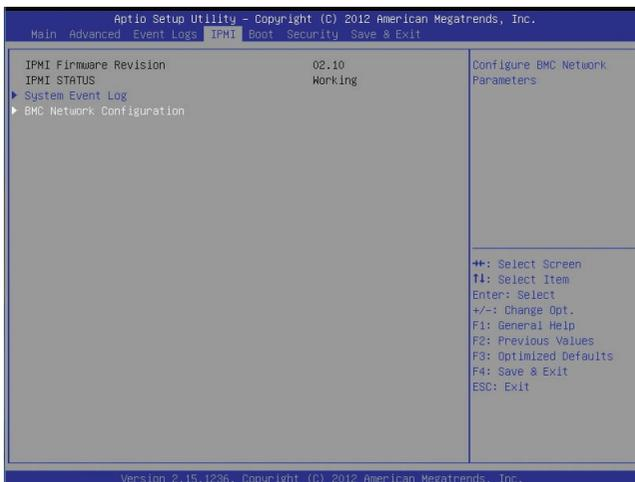 Aptio Setup Utility – Copyright (C) 2012 American Megatrends, Inc.
Main Advanced Event Logs IPMI Boot Security Save & Exit
IPMI Firmware Revision 02.10
IPMI STATUS Working
▶ System Event Log
▶ BMC Network Configuration
Configure BMC Network
Parameters
→←: Select Screen
↑↓: Select Item
Enter: Select
+/-: Change Opt.
F1: General Help
F2: Previous Values
F3: Optimized Defaults
F4: Save & Exit
ESC: Exit
Version 2.15.1236. Copyright (C) 2012 American Megatrends, Inc.